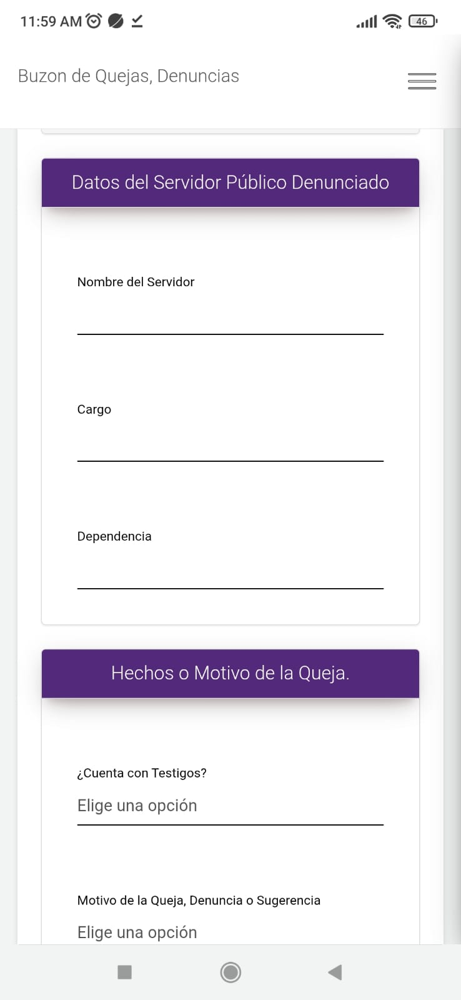 11:59 AM
46
Buzon de Quejas, Denuncias
Datos del Servidor Público Denunciado
Nombre del Servidor
Cargo
Dependencia
Hechos o Motivo de la Queja.
¿Cuenta con Testigos?
Elige una opción
Motivo de la Queja, Denuncia o Sugerencia
Elige una opción